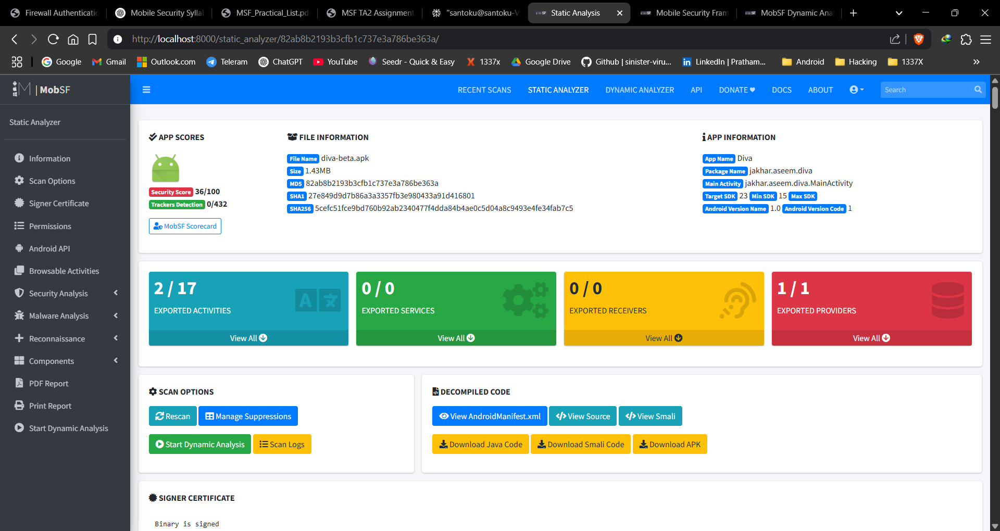 Firewall Authenticatio
Mobile Security Sylla
MSF_Practical_List.pd
MSF TA2 Assignment
"santoku@santoku-V
Static Analysis
Mobile Security Fram
MobSF Dynamic Ana
http://localhost:8000/static_analyzer/82ab8b2193b3cfb1c737e3a786be363a/
Google
Gmail
Outlook.com
Teleram
ChatGPT
YouTube
Seedr - Quick & Easy
1337x
Google Drive
Github | sinister-viru...
LinkedIn | Pratham...
Android
Hacking
1337X
MobSF
RECENT SCANS
STATIC ANALYZER
DYNAMIC ANALYZER
API
DONATE
DOCS
ABOUT
Search
Static Analyzer
Information
Scan Options
Signer Certificate
Permissions
Android API
Browsable Activities
Security Analysis
Malware Analysis
Reconnaissance
Components
PDF Report
Print Report
Start Dynamic Analysis
APP SCORES
Security Score 36/100
Trackers Detection 0/432
MobSF Scorecard
FILE INFORMATION
File Name diva-beta.apk
Size 1.43MB
MD5 82ab8b2193b3cfb1c737e3a786be363a
SHA1 27e849d9d7b86a3a3357fb3e980433a91d416801
SHA256 5cefc51fce9bd760b92ab2340477f4dda84b4ae0c5d04a8c9493e4fe34fab7c5
APP INFORMATION
App Name Diva
Package Name jakhar.aseem.diva
Main Activity jakhar.aseem.diva.MainActivity
Target SDK 23 Min SDK 15 Max SDK
Android Version Name 1.0 Android Version Code 1
2 / 17
EXPORTED ACTIVITIES
View All
0 / 0
EXPORTED SERVICES
View All
0 / 0
EXPORTED RECEIVERS
View All
1 / 1
EXPORTED PROVIDERS
View All
SCAN OPTIONS
Rescan
Manage Suppressions
Start Dynamic Analysis
Scan Logs
DECOMPILED CODE
View AndroidManifest.xml
View Source
View Smali
Download Java Code
Download Smali Code
Download APK
SIGNER CERTIFICATE
Binary is signed